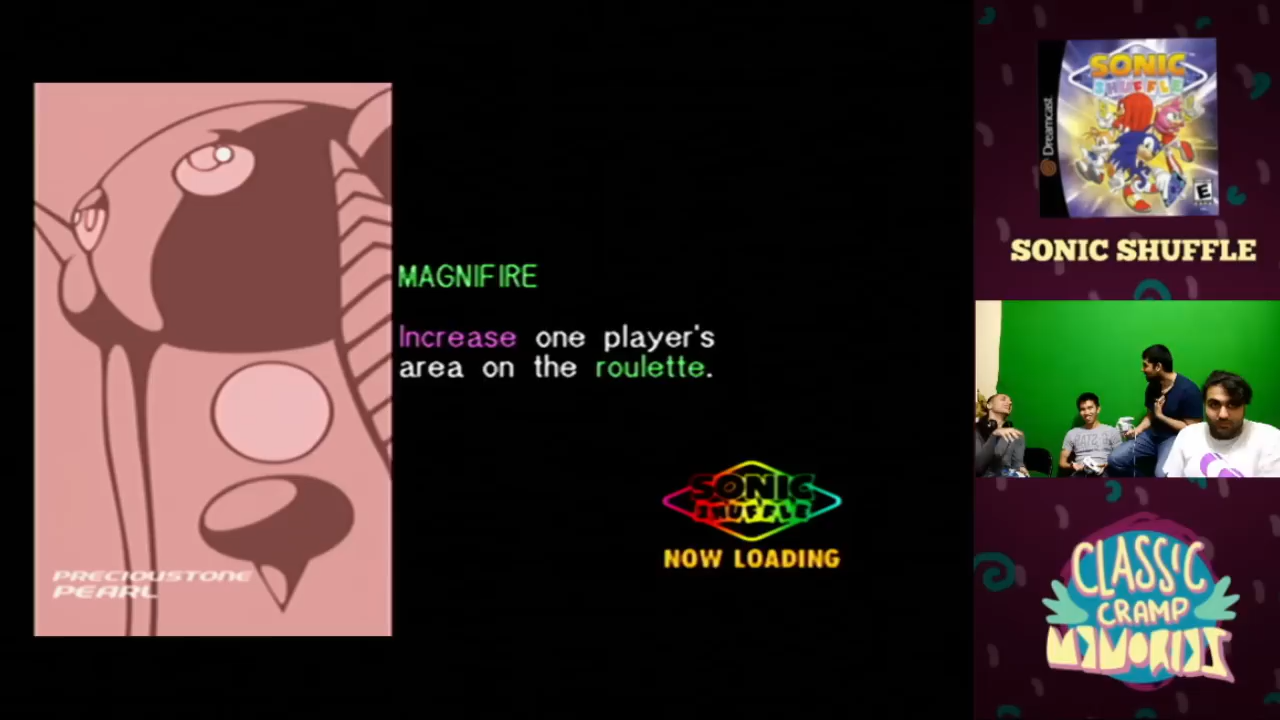 MAGNIFIRE
Increase one player's
area on the roulette.
PRECIOUSTONE
PEARL
SONIC
SHUFFLE
NOW LOADING
SONIC
SHUFFLE
Dreamcast
E
SONIC SHUFFLE
CLASSIC
CRAMP
MEMORIES